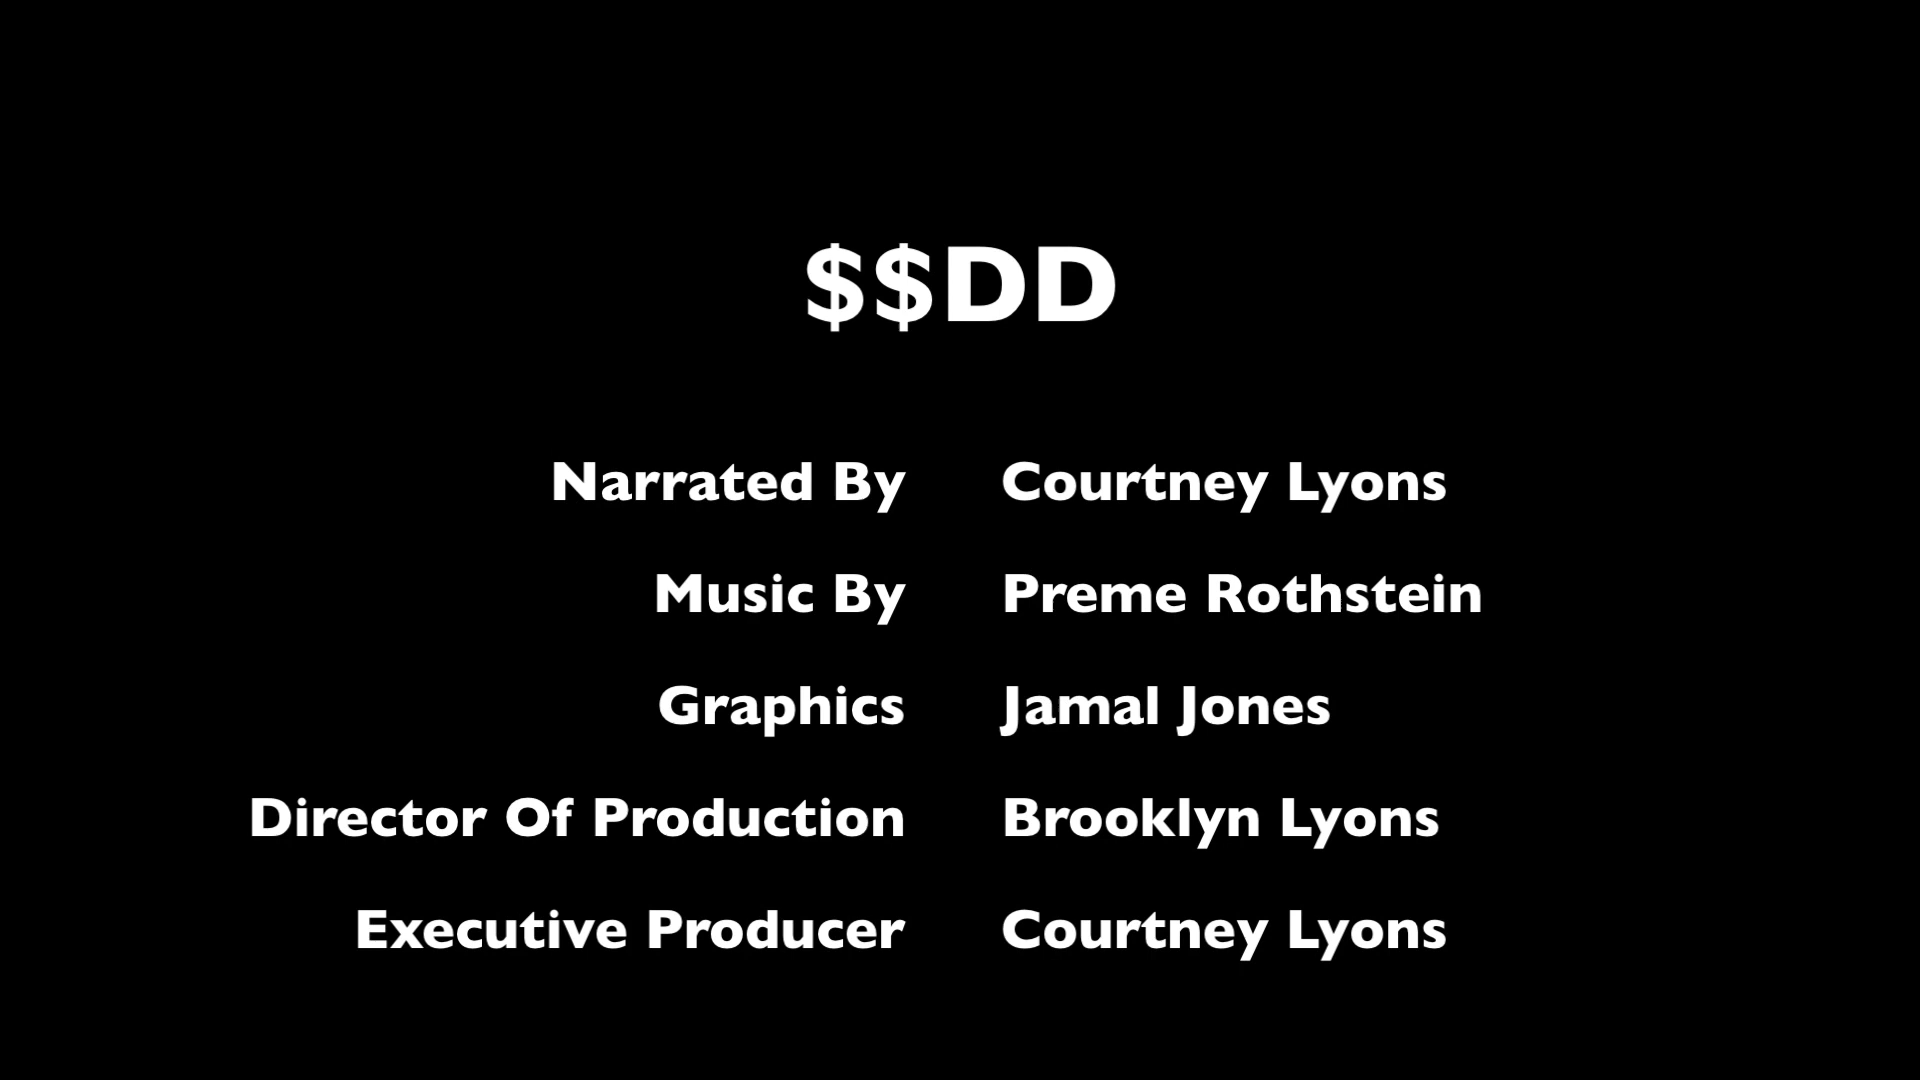 $$DD
Narrated By Courtney Lyons
Music By Preme Rothstein
Graphics Jamal Jones
Director Of Production Brooklyn Lyons
Executive Producer Courtney Lyons